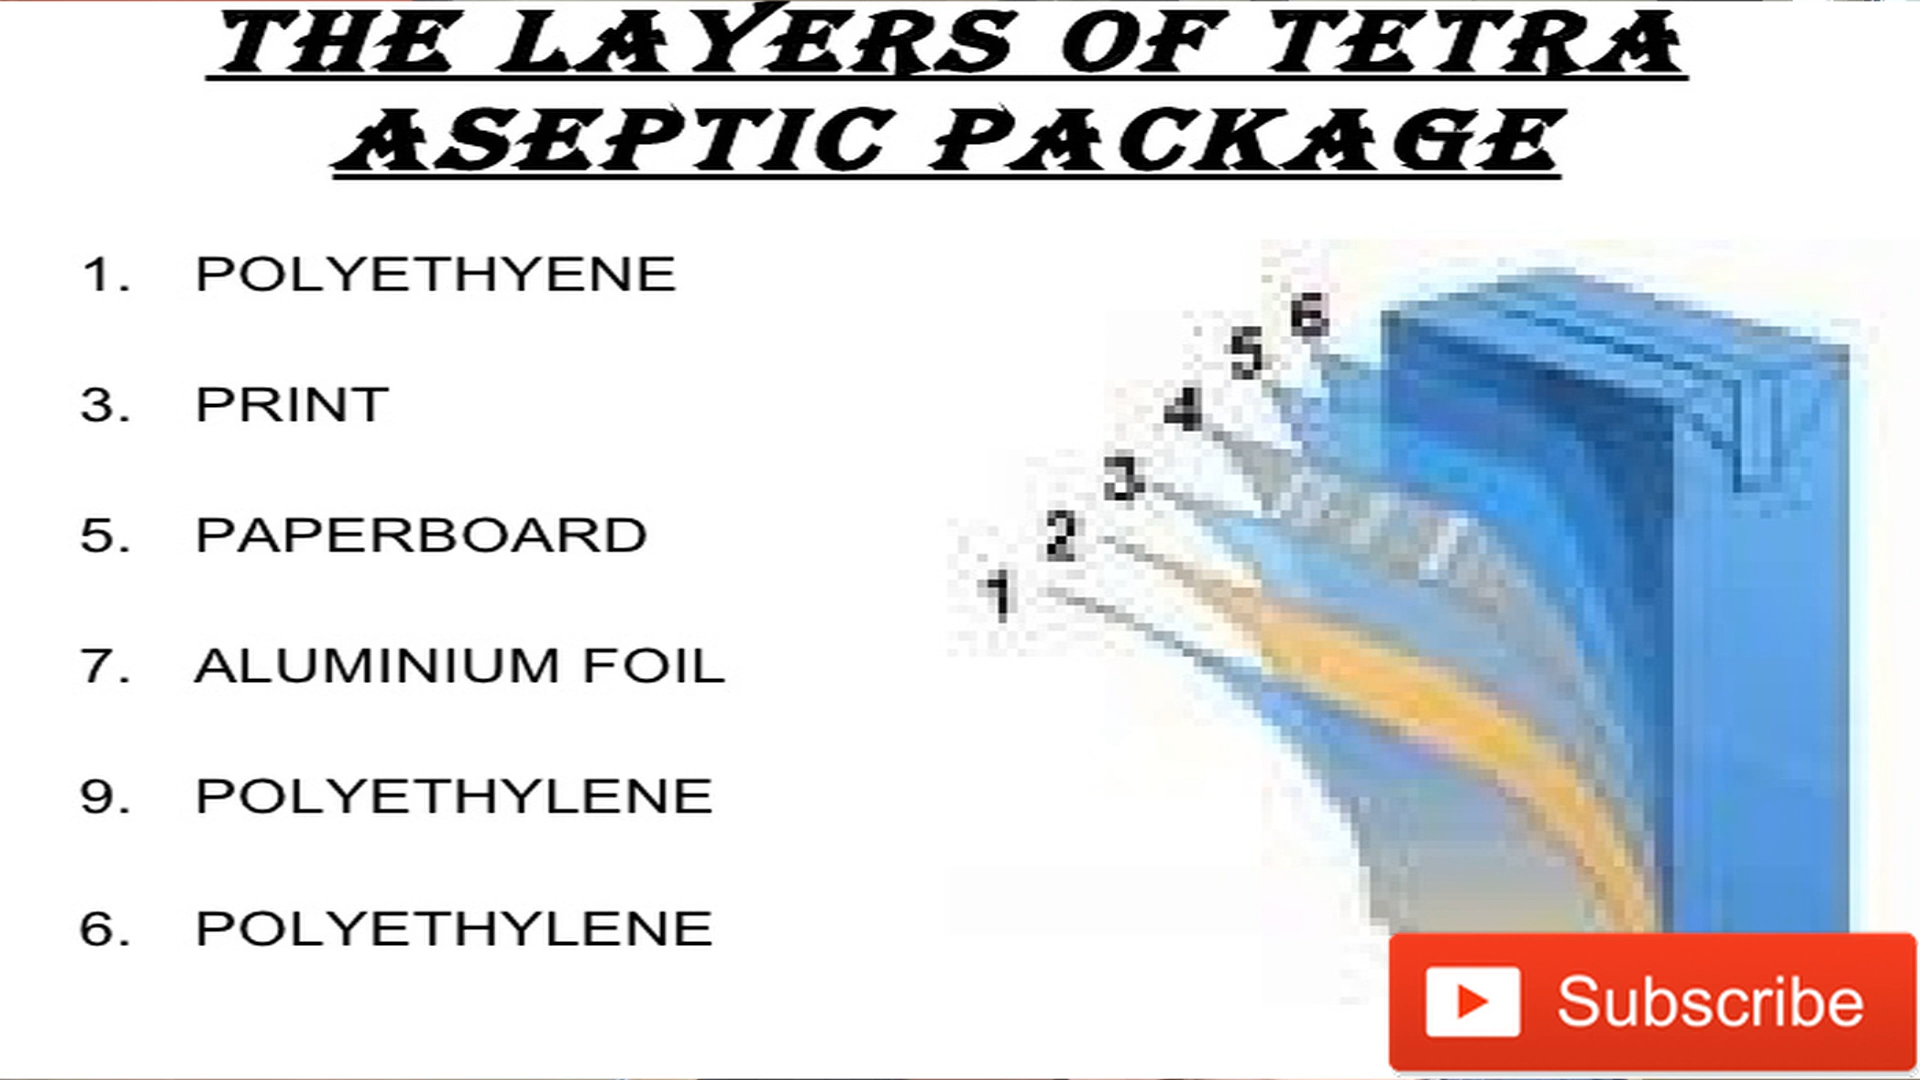 THE LAYERS OF TETRA
ASEPTIC PACKAGE
1. POLYETHYENE
3. PRINT
5. PAPERBOARD
7. ALUMINIUM FOIL
9. POLYETHYLENE
6. POLYETHYLENE
6
5
4
3
2
1
Subscribe